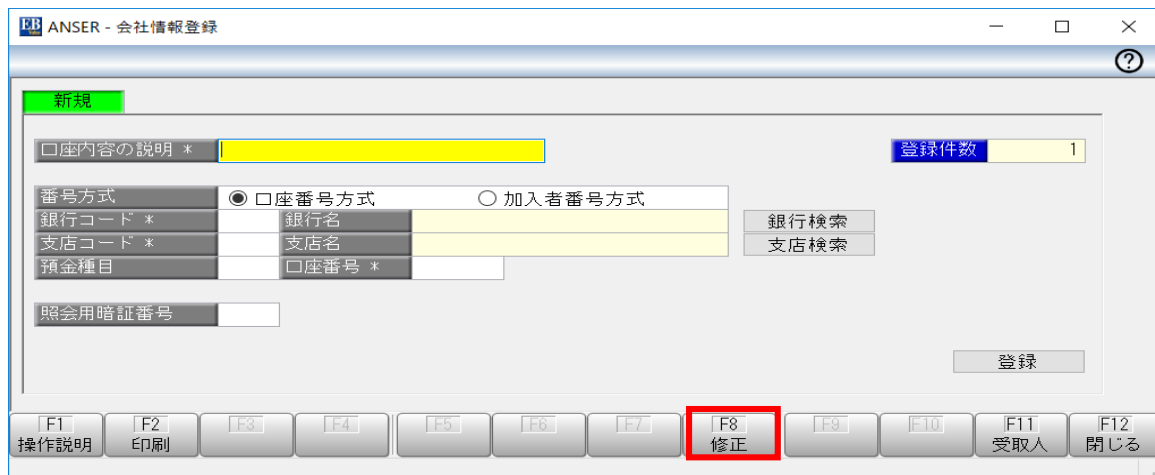 EB ANSER - 会社情報登録
?
新規
口座内容の説明 * 登録件数 1
番号方式 口座番号方式 加入者番号方式
銀行コード * 銀行名 銀行検索
支店コード * 支店名 支店検索
預金種目 口座番号 *
照会用暗証番号
登録
F1 F2 F3 F4 F5 F6 F7 F8 F9 F10 F11 F12
操作説明 印刷 修正 受取人 閉じる